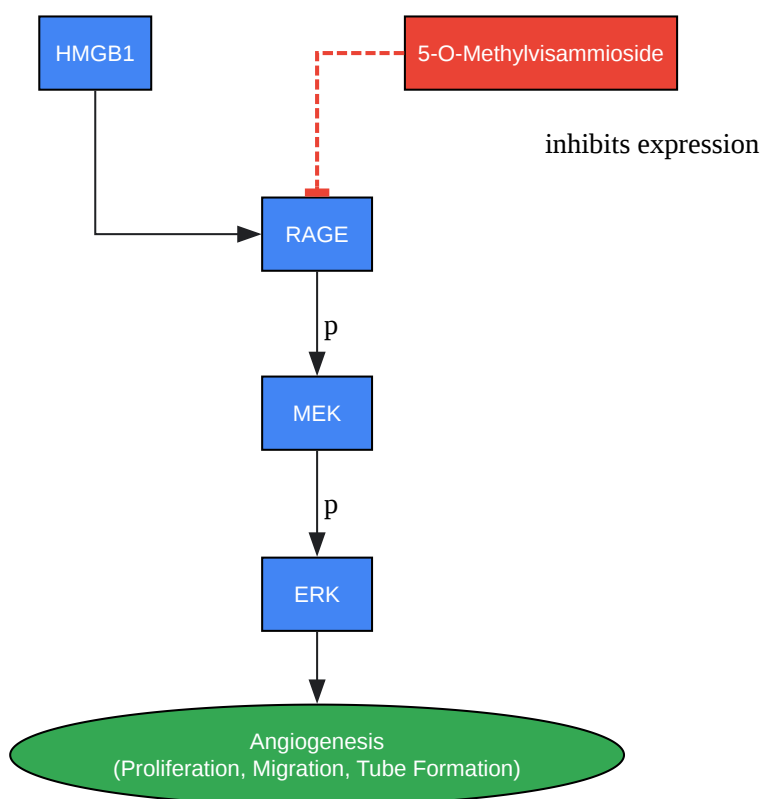 HMGB1
5-O-Methylvisammioside
inhibits expression
RAGE
p
MEK
p
ERK
Angiogenesis
(Proliferation, Migration, Tube Formation)